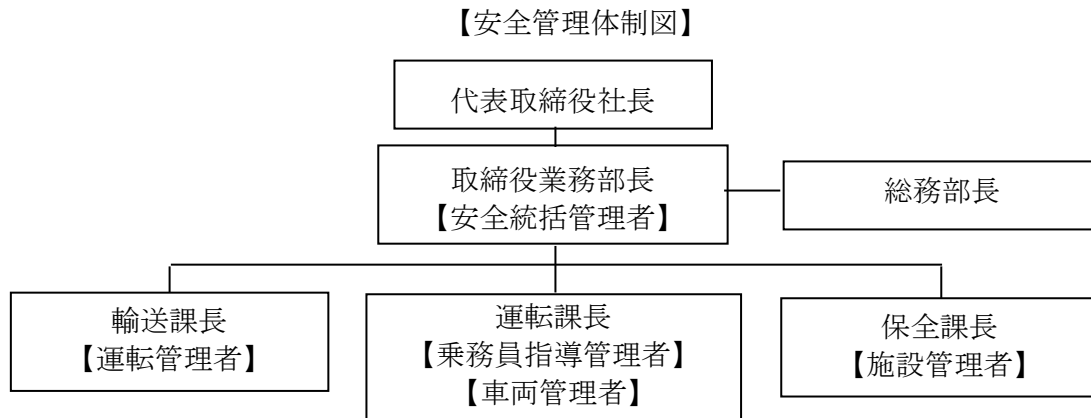 【安全管理体制図】
代表取締役社長
取締役業務部長
【安全統括管理者】
総務部長
輸送課長
【運転管理者】
運転課長
【乗務員指導管理者】
【車両管理者】
保全課長
【施設管理者】